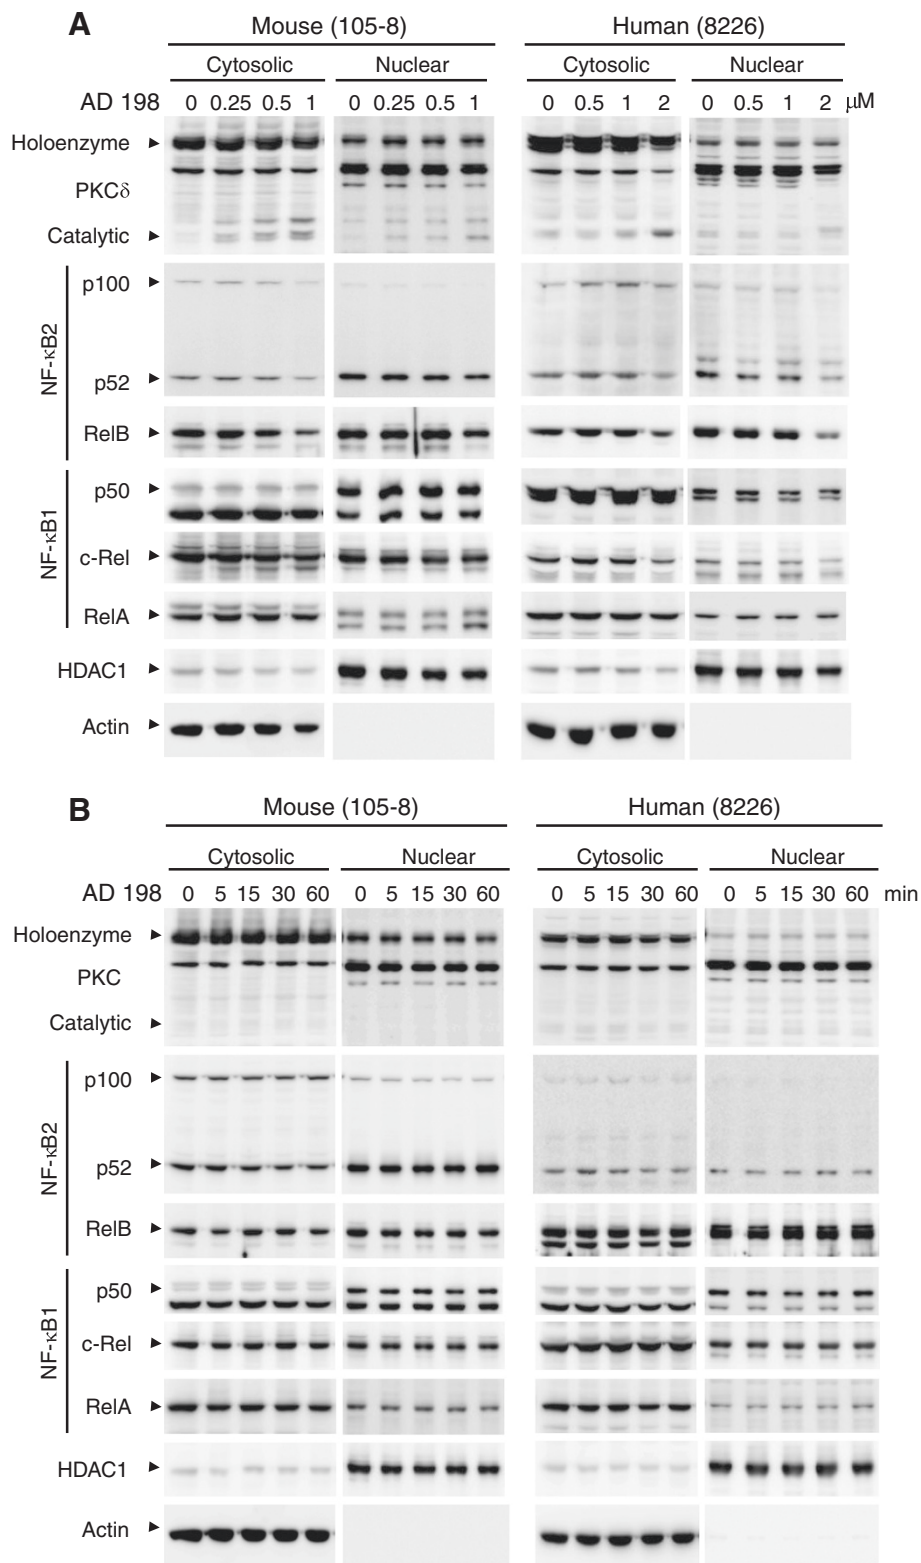 A
Mouse (105-8) Human (8226)
Cytosolic Nuclear Cytosolic Nuclear
AD 198 0 0.25 0.5 1 0 0.25 0.5 1 0 0.5 1 2 0 0.5 1 2 μM
Holoenzyme
PKCδ
Catalytic
NF-κB2
p100
p52
RelB
NF-κB1
p50
c-Rel
RelA
HDAC1
Actin
B
Mouse (105-8) Human (8226)
Cytosolic Nuclear Cytosolic Nuclear
AD 198 0 5 15 30 60 0 5 15 30 60 0 5 15 30 60 0 5 15 30 60 min
Holoenzyme
PKC
Catalytic
NF-κB2
p100
p52
RelB
NF-κB1
p50
c-Rel
RelA
HDAC1
Actin